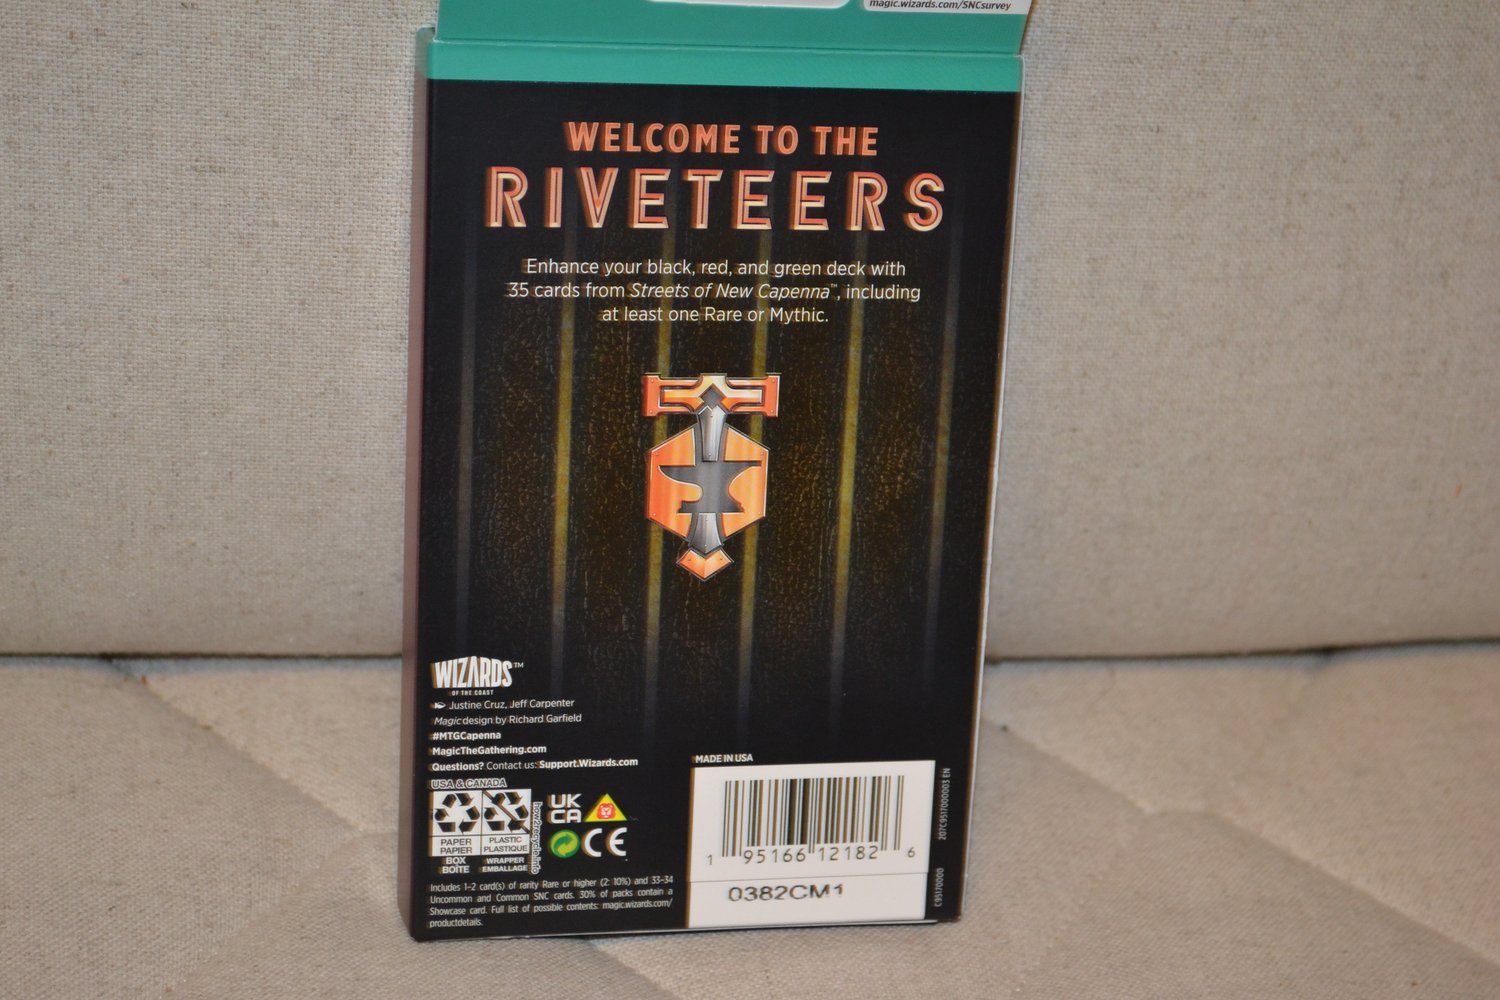 magic.wizards.com/SNCsurvey
WELCOME TO THE
RIVETEERS
Enhance your black, red, and green deck with
35 cards from Streets of New Capenna™, including
at least one Rare or Mythic.
WIZARDS™
OF THE COAST
Justine Cruz, Jeff Carpenter
Magic design by Richard Garfield
#MTGCapenna
MagicTheGathering.com
Questions? Contact us: Support.Wizards.com
USA & CANADA
PAPER
PAPIER
BOX
BOÎTE
PLASTIC
PLASTIQUE
WRAPPER
EMBALLAGE
how2recycle.info
UK
CA
CE
Includes 1–2 card(s) of rarity Rare or higher (2: 10%) and 33–34
Uncommon and Common SNC cards. 30% of packs contain a
Showcase card. Full list of possible contents: magic.wizards.com/
productdetails.
MADE IN USA
1 95166 12182 6
0382CM1
207C9517000003 EN
C95170000